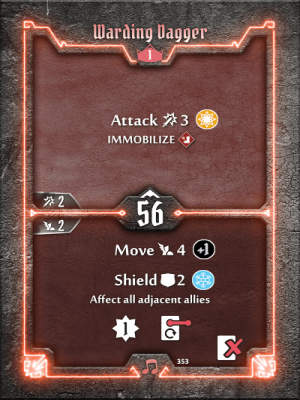 Warding Dagger
1
Attack 3
IMMOBILIZE
2
56
2
Move 4 +1
Shield 2
Affect all adjacent allies
1
353